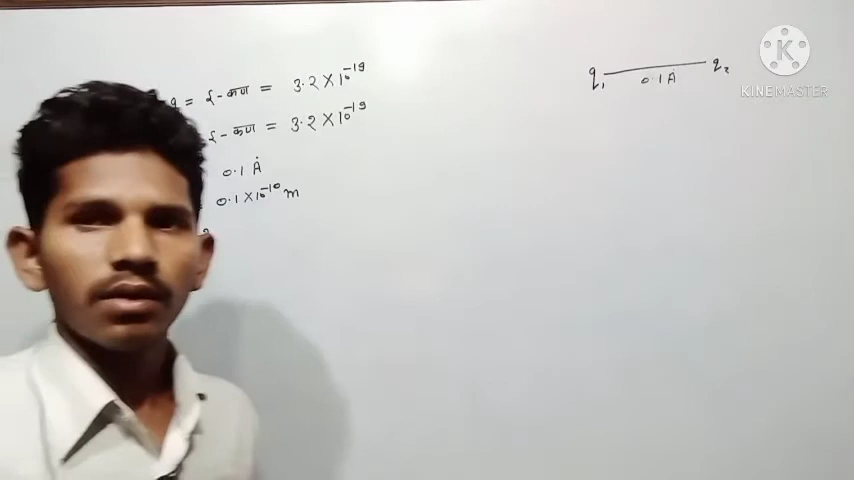 q = α-कण = 3.2 × 10⁻¹⁹
α-कण = 3.2 × 10⁻¹⁹
0.1 Å
0.1 × 10⁻¹⁰ m
q₁ q₂
0.1 Å
KINEMASTER